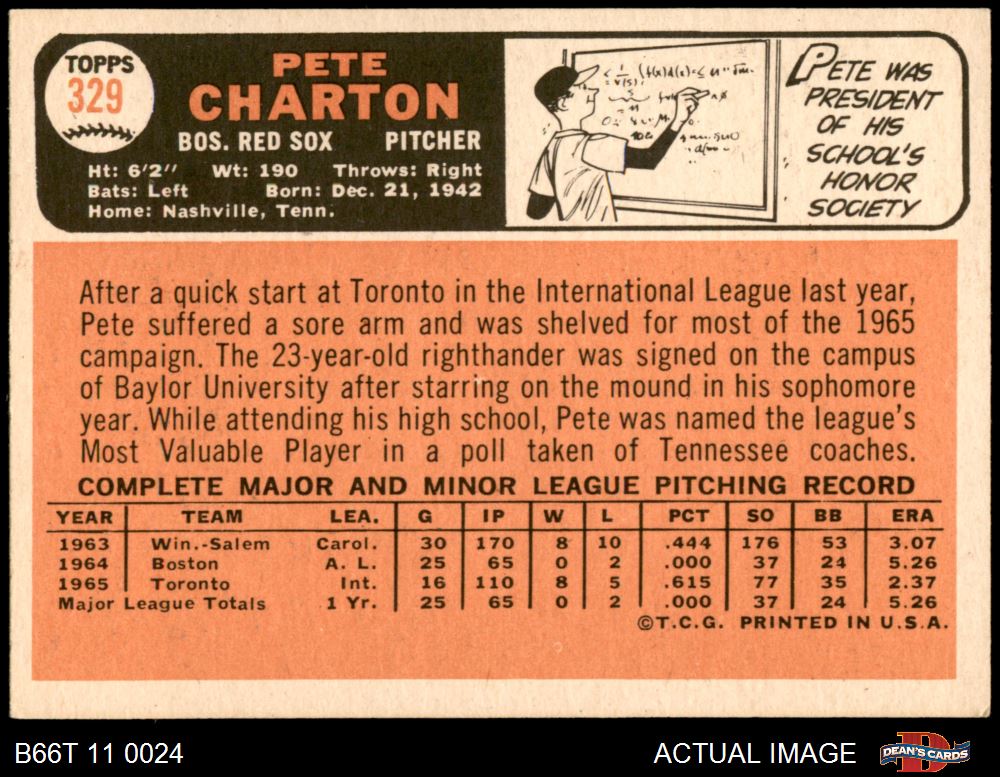 TOPPS
329
PETE
CHARTON
BOS. RED SOX PITCHER
Ht: 6'2" Wt: 190 Throws: Right
Bats: Left Born: Dec. 21, 1942
Home: Nashville, Tenn.
PETE WAS
PRESIDENT
OF HIS
SCHOOL'S
HONOR
SOCIETY
After a quick start at Toronto in the International League last year,
Pete suffered a sore arm and was shelved for most of the 1965
campaign. The 23-year-old righthander was signed on the campus
of Baylor University after starring on the mound in his sophomore
year. While attending his high school, Pete was named the league's
Most Valuable Player in a poll taken of Tennessee coaches.
COMPLETE MAJOR AND MINOR LEAGUE PITCHING RECORD
YEAR TEAM LEA. G IP W L PCT SO BB ERA
1963 Win.-Salem Carol. 30 170 8 10 .444 176 53 3.07
1964 Boston A. L. 25 65 0 2 .000 37 24 5.26
1965 Toronto Int. 16 110 8 5 .615 77 35 2.37
Major League Totals 1 Yr. 25 65 0 2 .000 37 24 5.26
©T.C.G. PRINTED IN U.S.A.
B66T 11 0024 ACTUAL IMAGE DEAN'S CARDS